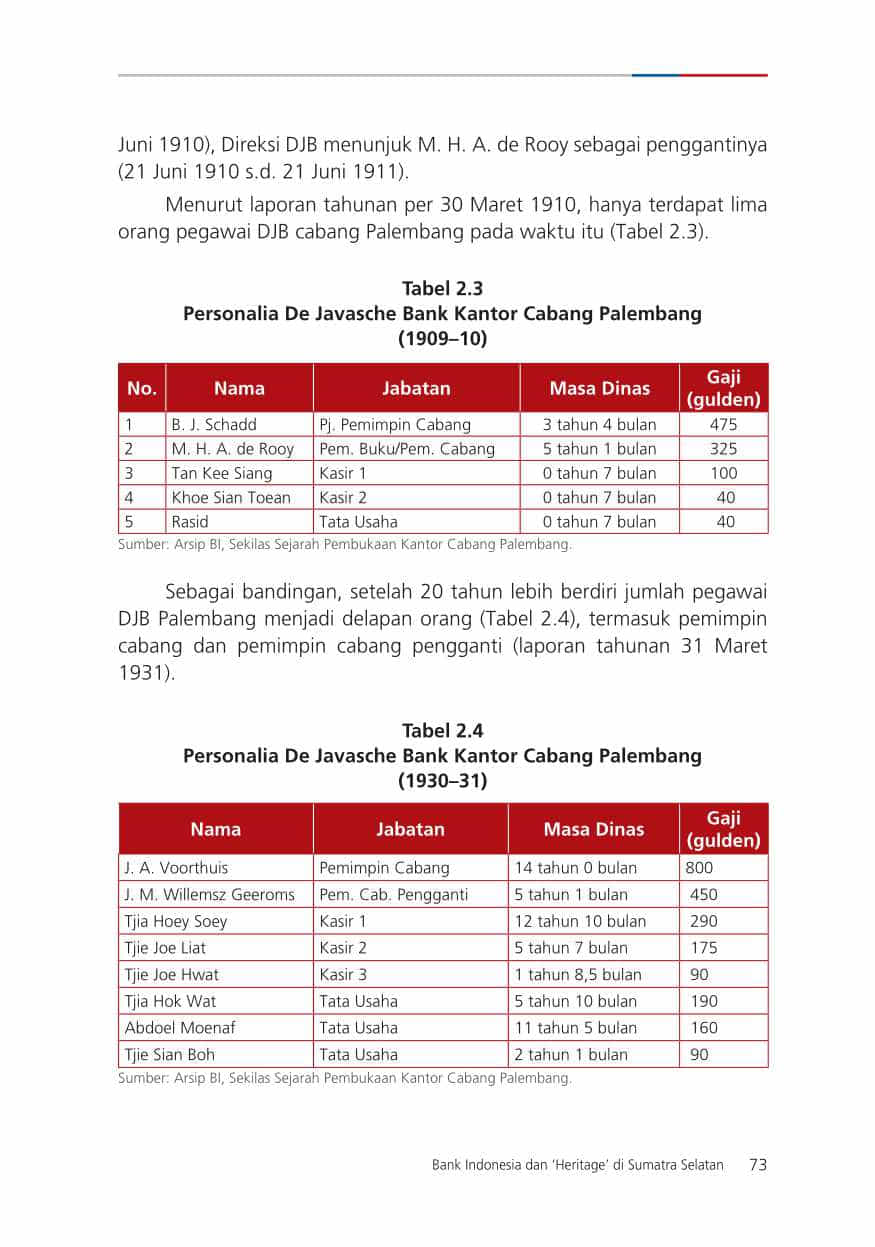 Juni 1910), Direksi DJB menunjuk M. H. A. de Rooy sebagai penggantinya
(21 Juni 1910 s.d. 21 Juni 1911).
Menurut laporan tahunan per 30 Maret 1910, hanya terdapat lima
orang pegawai DJB cabang Palembang pada waktu itu (Tabel 2.3).
Tabel 2.3
Personalia De Javasche Bank Kantor Cabang Palembang
(1909–10)
No. Nama Jabatan Masa Dinas Gaji (gulden)
1 B. J. Schadd Pj. Pemimpin Cabang 3 tahun 4 bulan 475
2 M. H. A. de Rooy Pem. Buku/Pem. Cabang 5 tahun 1 bulan 325
3 Tan Kee Siang Kasir 1 0 tahun 7 bulan 100
4 Khoe Sian Toean Kasir 2 0 tahun 7 bulan 40
5 Rasid Tata Usaha 0 tahun 7 bulan 40
Sumber: Arsip BI, Sekilas Sejarah Pembukaan Kantor Cabang Palembang.
Sebagai bandingan, setelah 20 tahun lebih berdiri jumlah pegawai
DJB Palembang menjadi delapan orang (Tabel 2.4), termasuk pemimpin
cabang dan pemimpin cabang pengganti (laporan tahunan 31 Maret
1931).
Tabel 2.4
Personalia De Javasche Bank Kantor Cabang Palembang
(1930–31)
Nama Jabatan Masa Dinas Gaji (gulden)
J. A. Voorthuis Pemimpin Cabang 14 tahun 0 bulan 800
J. M. Willemsz Geeroms Pem. Cab. Pengganti 5 tahun 1 bulan 450
Tjia Hoey Soey Kasir 1 12 tahun 10 bulan 290
Tjie Joe Liat Kasir 2 5 tahun 7 bulan 175
Tjie Joe Hwat Kasir 3 1 tahun 8,5 bulan 90
Tjia Hok Wat Tata Usaha 5 tahun 10 bulan 190
Abdoel Moenaf Tata Usaha 11 tahun 5 bulan 160
Tjie Sian Boh Tata Usaha 2 tahun 1 bulan 90
Sumber: Arsip BI, Sekilas Sejarah Pembukaan Kantor Cabang Palembang.
Bank Indonesia dan ‘Heritage’ di Sumatra Selatan 73